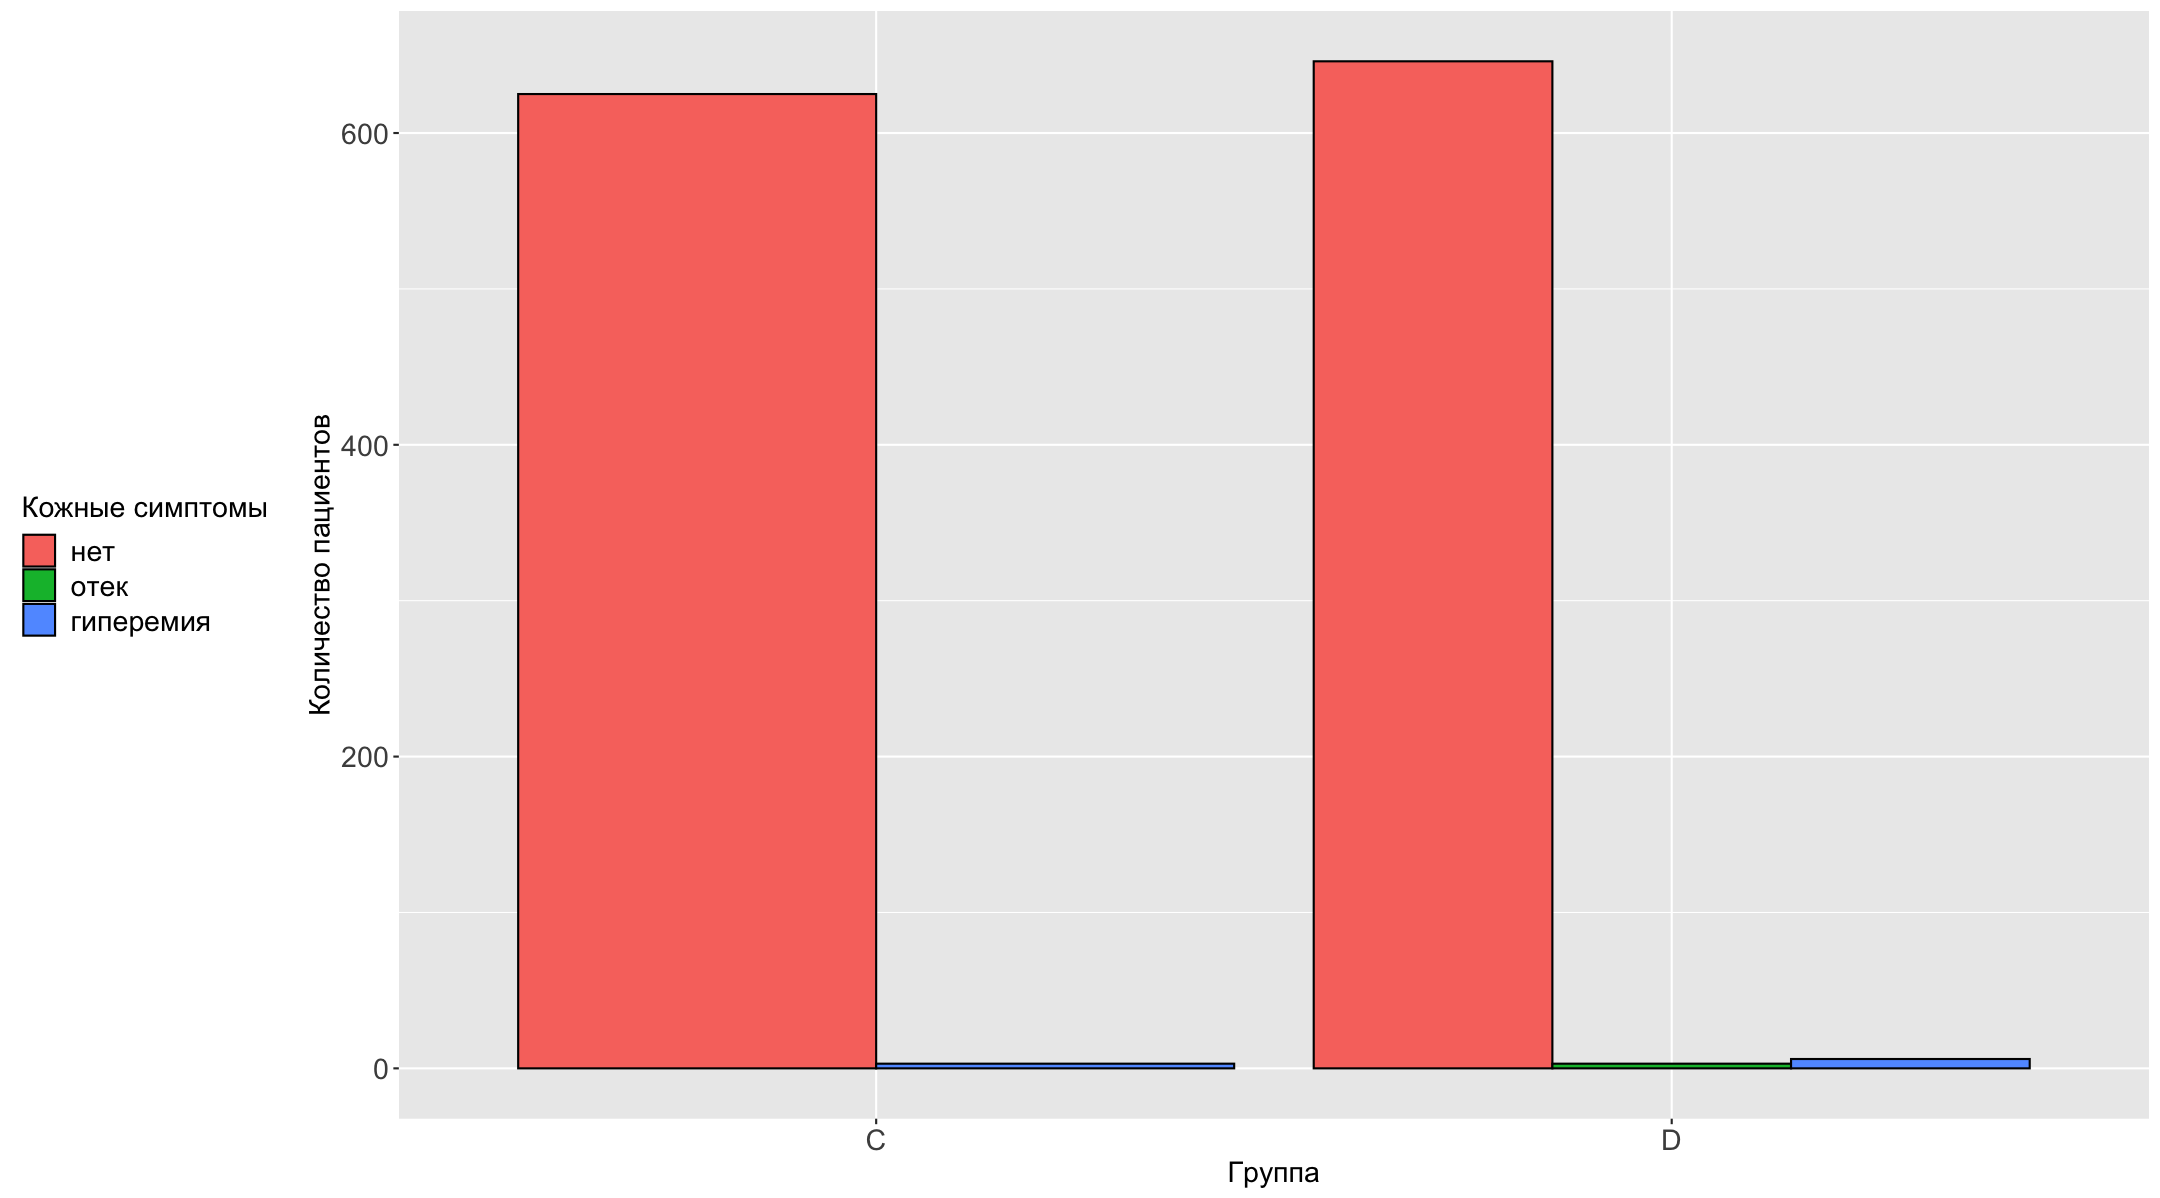 Кожные симптомы
нет
отек
гиперемия
Количество пациентов
600
400
200
0
C
D
Группа